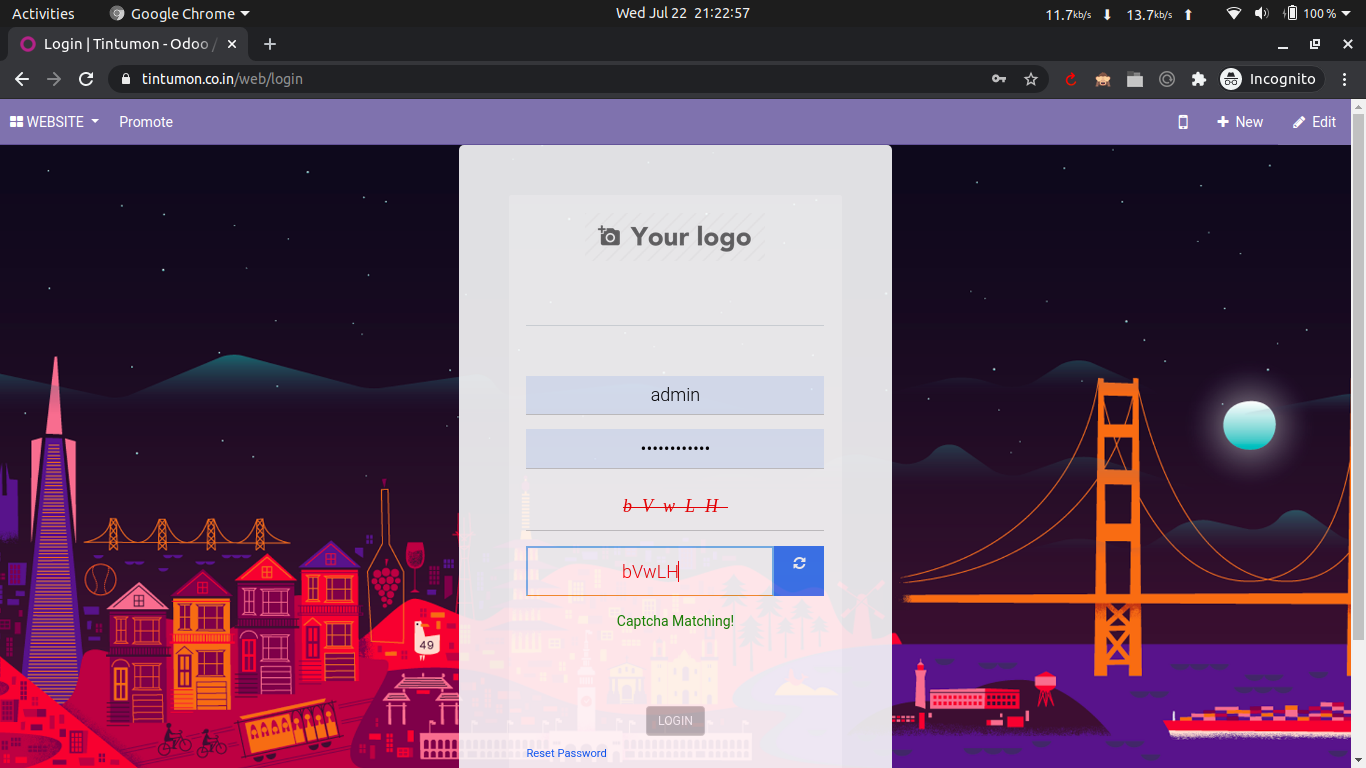 Activities Google Chrome Wed Jul 22 21:22:57 11.7kb/s 13.7kb/s 100 %
Login | Tintumon - Odoo /
tintumon.co.in/web/login Incognito
WEBSITE Promote New Edit
Your logo
admin
••••••••••••
b V w L H
bVwLH
Captcha Matching!
49
LOGIN
Reset Password